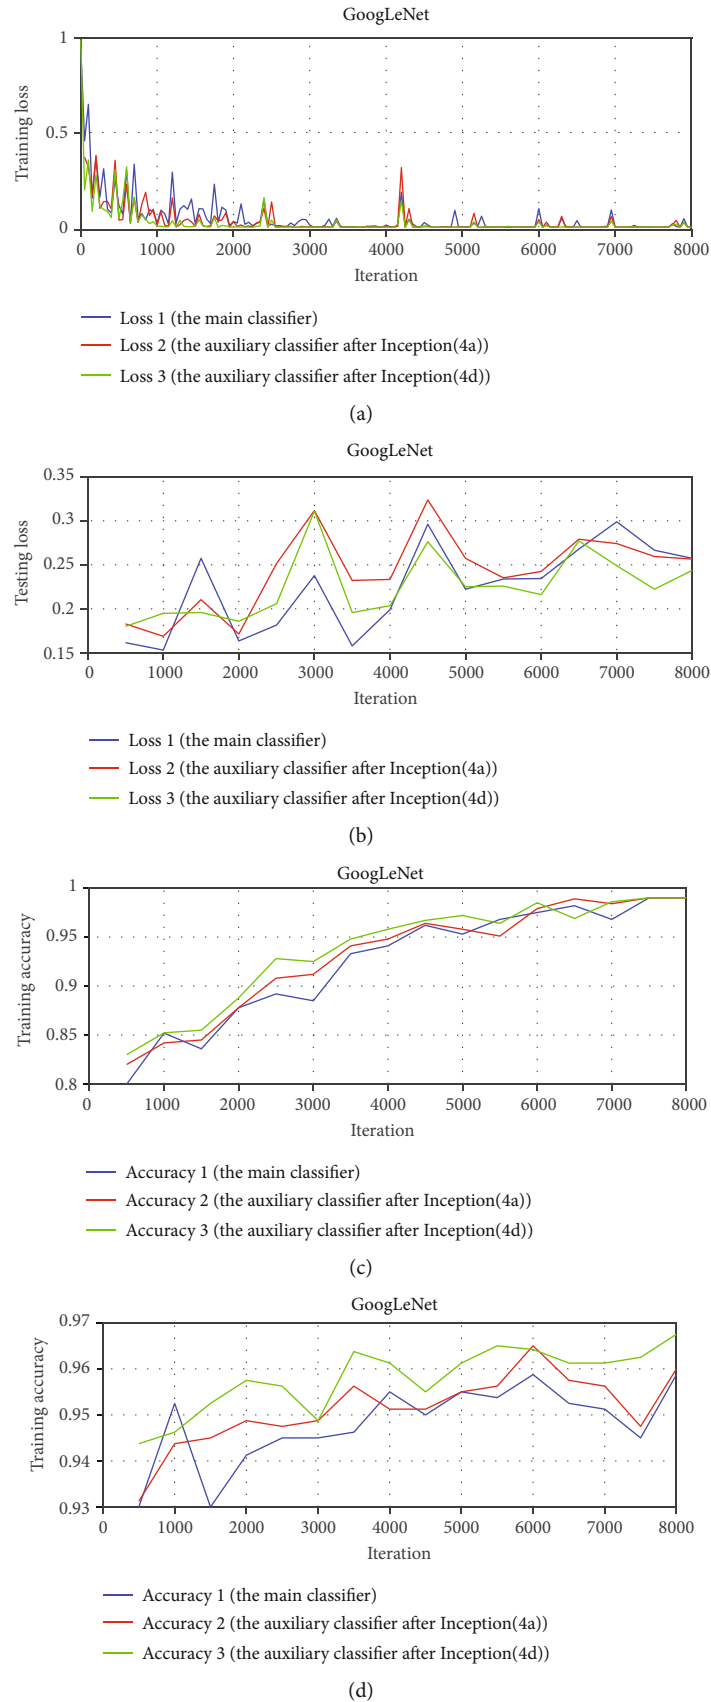 GoogLeNet
1
0.5
0
Training loss
0 1000 2000 3000 4000 5000 6000 7000 8000
Iteration
Loss 1 (the main classifier)
Loss 2 (the auxiliary classifier after Inception(4a))
Loss 3 (the auxiliary classifier after Inception(4d))
(a)
GoogLeNet
0.35
0.3
0.25
0.2
0.15
Testing loss
0 1000 2000 3000 4000 5000 6000 7000 8000
Iteration
Loss 1 (the main classifier)
Loss 2 (the auxiliary classifier after Inception(4a))
Loss 3 (the auxiliary classifier after Inception(4d))
(b)
GoogLeNet
1
0.95
0.9
0.85
0.8
Training accuracy
0 1000 2000 3000 4000 5000 6000 7000 8000
Iteration
Accuracy 1 (the main classifier)
Accuracy 2 (the auxiliary classifier after Inception(4a))
Accuracy 3 (the auxiliary classifier after Inception(4d))
(c)
GoogLeNet
0.97
0.96
0.95
0.94
0.93
Training accuracy
0 1000 2000 3000 4000 5000 6000 7000 8000
Iteration
Accuracy 1 (the main classifier)
Accuracy 2 (the auxiliary classifier after Inception(4a))
Accuracy 3 (the auxiliary classifier after Inception(4d))
(d)